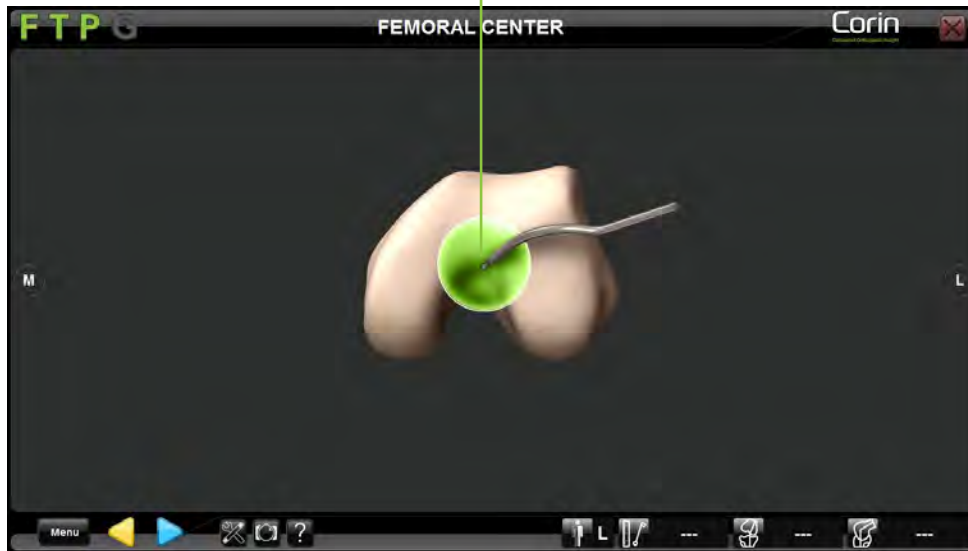 F T P G
FEMORAL CENTER
Corin
M
L
Menu
?
L
---
---
---